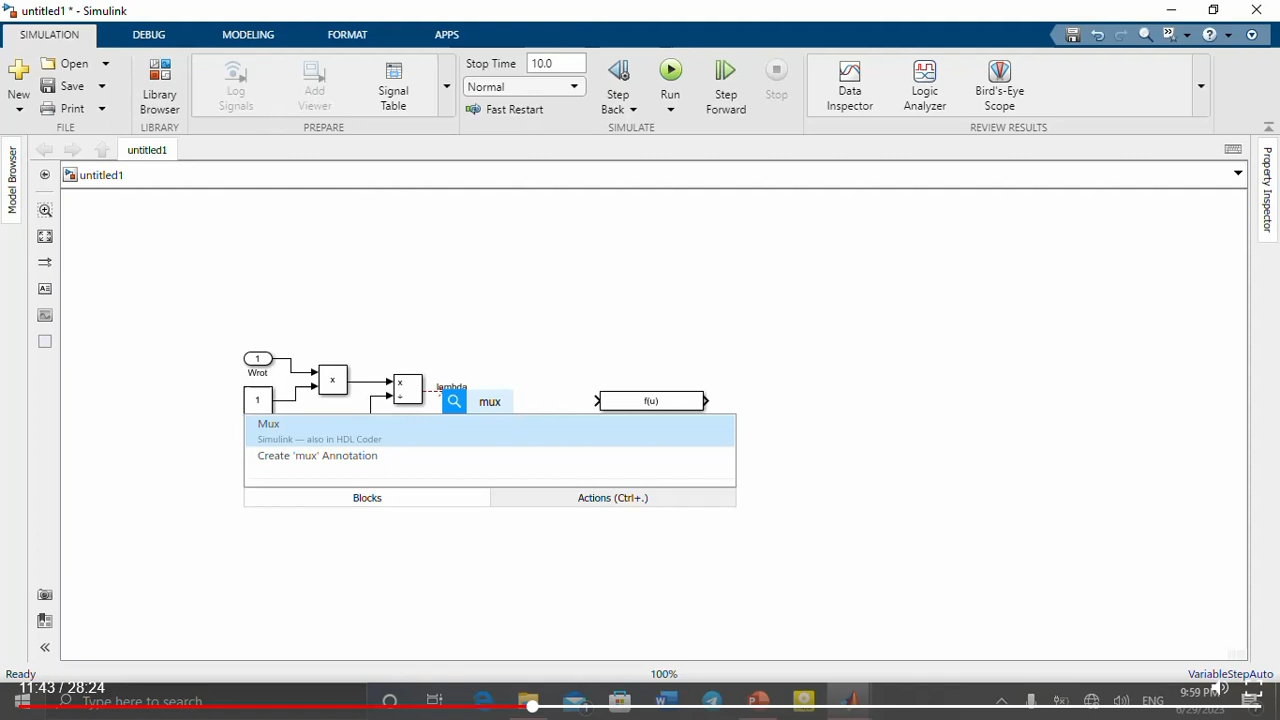 untitled1 * - Simulink
SIMULATION DEBUG MODELING FORMAT APPS
New
Open
Save
Print
FILE
Library Browser
LIBRARY
Log Signals
Add Viewer
Signal Table
PREPARE
Stop Time 10.0
Normal
Fast Restart
Step Back
Run
Step Forward
Stop
SIMULATE
Data Inspector
Logic Analyzer
Bird's-Eye Scope
REVIEW RESULTS
Model Browser
untitled1
untitled1
Property Inspector
1
Wrot
x
x
÷
lambda
1
mux
f(u)
Mux
Simulink — also in HDL Coder
Create 'mux' Annotation
Blocks Actions (Ctrl+.)
Ready 100% VariableStepAuto
11:43 / 28:24
Type here to search
ENG
9:59 PM
6/29/2023